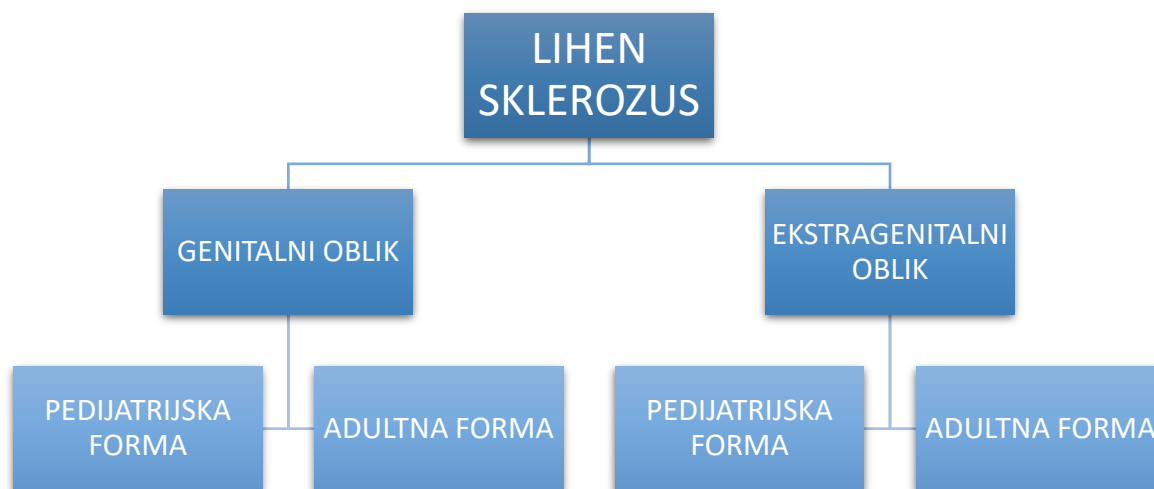 LIHEN
SKLEROZUS
GENITALNI OBLIK
EKSTRAGENITALNI
OBLIK
PEDIJATRIJSKA
FORMA
ADULTNA FORMA
PEDIJATRIJSKA
FORMA
ADULTNA FORMA